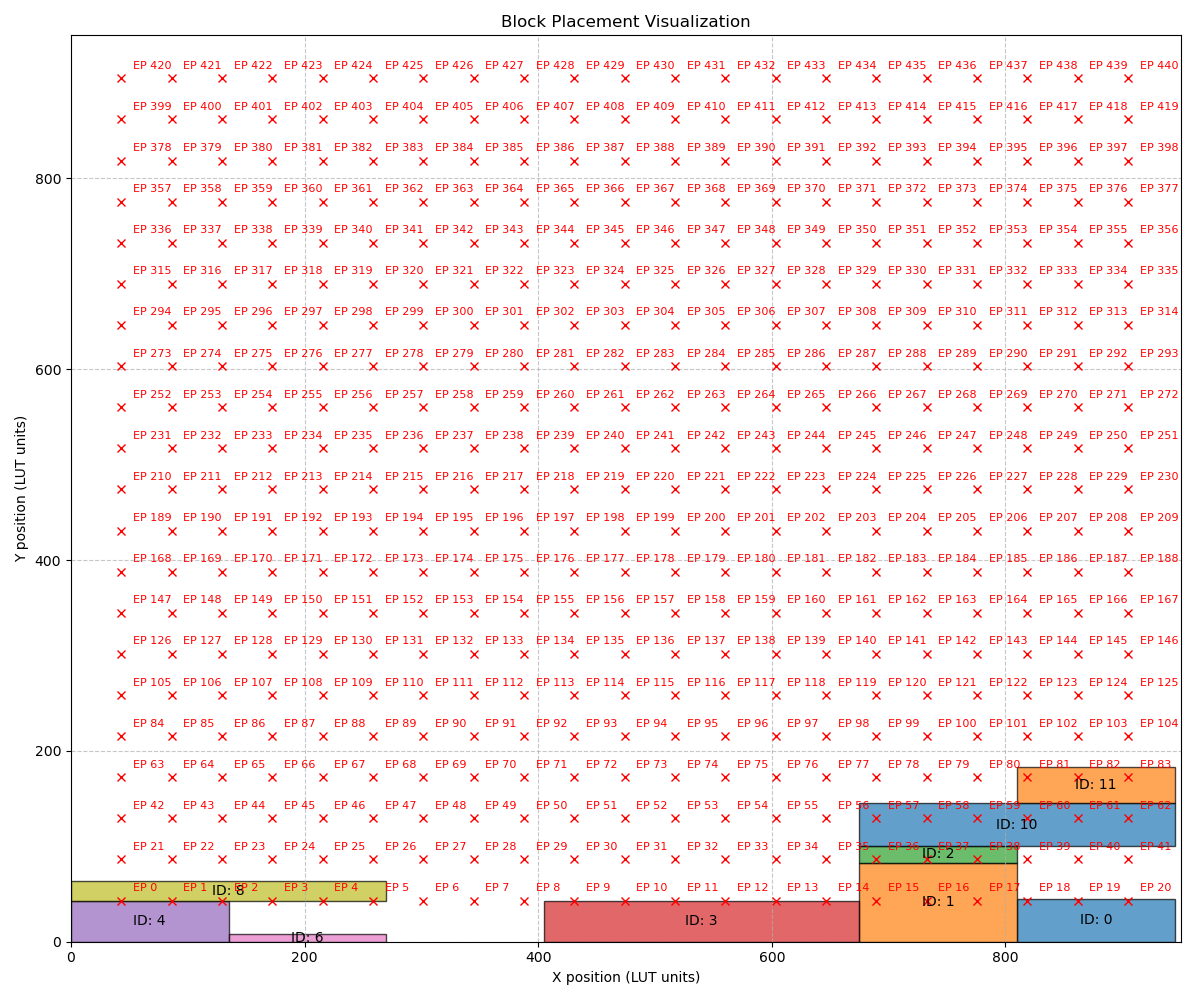 Block Placement Visualization
EP 420 EP 421 EP 422 EP 423 EP 424 EP 425 EP 426 EP 427 EP 428 EP 429 EP 430 EP 431 EP 432 EP 433 EP 434 EP 435 EP 436 EP 437 EP 438 EP 439 EP 440
EP 399 EP 400 EP 401 EP 402 EP 403 EP 404 EP 405 EP 406 EP 407 EP 408 EP 409 EP 410 EP 411 EP 412 EP 413 EP 414 EP 415 EP 416 EP 417 EP 418 EP 419
EP 378 EP 379 EP 380 EP 381 EP 382 EP 383 EP 384 EP 385 EP 386 EP 387 EP 388 EP 389 EP 390 EP 391 EP 392 EP 393 EP 394 EP 395 EP 396 EP 397 EP 398
800
EP 357 EP 358 EP 359 EP 360 EP 361 EP 362 EP 363 EP 364 EP 365 EP 366 EP 367 EP 368 EP 369 EP 370 EP 371 EP 372 EP 373 EP 374 EP 375 EP 376 EP 377
EP 336 EP 337 EP 338 EP 339 EP 340 EP 341 EP 342 EP 343 EP 344 EP 345 EP 346 EP 347 EP 348 EP 349 EP 350 EP 351 EP 352 EP 353 EP 354 EP 355 EP 356
EP 315 EP 316 EP 317 EP 318 EP 319 EP 320 EP 321 EP 322 EP 323 EP 324 EP 325 EP 326 EP 327 EP 328 EP 329 EP 330 EP 331 EP 332 EP 333 EP 334 EP 335
EP 294 EP 295 EP 296 EP 297 EP 298 EP 299 EP 300 EP 301 EP 302 EP 303 EP 304 EP 305 EP 306 EP 307 EP 308 EP 309 EP 310 EP 311 EP 312 EP 313 EP 314
EP 273 EP 274 EP 275 EP 276 EP 277 EP 278 EP 279 EP 280 EP 281 EP 282 EP 283 EP 284 EP 285 EP 286 EP 287 EP 288 EP 289 EP 290 EP 291 EP 292 EP 293
600
EP 252 EP 253 EP 254 EP 255 EP 256 EP 257 EP 258 EP 259 EP 260 EP 261 EP 262 EP 263 EP 264 EP 265 EP 266 EP 267 EP 268 EP 269 EP 270 EP 271 EP 272
EP 231 EP 232 EP 233 EP 234 EP 235 EP 236 EP 237 EP 238 EP 239 EP 240 EP 241 EP 242 EP 243 EP 244 EP 245 EP 246 EP 247 EP 248 EP 249 EP 250 EP 251
EP 210 EP 211 EP 212 EP 213 EP 214 EP 215 EP 216 EP 217 EP 218 EP 219 EP 220 EP 221 EP 222 EP 223 EP 224 EP 225 EP 226 EP 227 EP 228 EP 229 EP 230
EP 189 EP 190 EP 191 EP 192 EP 193 EP 194 EP 195 EP 196 EP 197 EP 198 EP 199 EP 200 EP 201 EP 202 EP 203 EP 204 EP 205 EP 206 EP 207 EP 208 EP 209
400
EP 168 EP 169 EP 170 EP 171 EP 172 EP 173 EP 174 EP 175 EP 176 EP 177 EP 178 EP 179 EP 180 EP 181 EP 182 EP 183 EP 184 EP 185 EP 186 EP 187 EP 188
EP 147 EP 148 EP 149 EP 150 EP 151 EP 152 EP 153 EP 154 EP 155 EP 156 EP 157 EP 158 EP 159 EP 160 EP 161 EP 162 EP 163 EP 164 EP 165 EP 166 EP 167
EP 126 EP 127 EP 128 EP 129 EP 130 EP 131 EP 132 EP 133 EP 134 EP 135 EP 136 EP 137 EP 138 EP 139 EP 140 EP 141 EP 142 EP 143 EP 144 EP 145 EP 146
EP 105 EP 106 EP 107 EP 108 EP 109 EP 110 EP 111 EP 112 EP 113 EP 114 EP 115 EP 116 EP 117 EP 118 EP 119 EP 120 EP 121 EP 122 EP 123 EP 124 EP 125
EP 84 EP 85 EP 86 EP 87 EP 88 EP 89 EP 90 EP 91 EP 92 EP 93 EP 94 EP 95 EP 96 EP 97 EP 98 EP 99 EP 100 EP 101 EP 102 EP 103 EP 104
200
EP 63 EP 64 EP 65 EP 66 EP 67 EP 68 EP 69 EP 70 EP 71 EP 72 EP 73 EP 74 EP 75 EP 76 EP 77 EP 78 EP 79 EP 80 EP 81 EP 82 EP 83
ID: 11
EP 42 EP 43 EP 44 EP 45 EP 46 EP 47 EP 48 EP 49 EP 50 EP 51 EP 52 EP 53 EP 54 EP 55 EP 56 EP 57 EP 58 EP 59 EP 60 EP 61 EP 62
ID: 10
EP 21 EP 22 EP 23 EP 24 EP 25 EP 26 EP 27 EP 28 EP 29 EP 30 EP 31 EP 32 EP 33 EP 34 EP 35 EP 36 EP 37 EP 38 EP 39 EP 40 EP 41
ID: 2
EP 0 EP 1 EP 2 EP 3 EP 4 EP 5 EP 6 EP 7 EP 8 EP 9 EP 10 EP 11 EP 12 EP 13 EP 14 EP 15 EP 16 EP 17 EP 18 EP 19 EP 20
ID: 8
ID: 1
ID: 4
ID: 3
ID: 0
ID: 6
0
0 200 400 600 800
X position (LUT units)
Y position (LUT units)